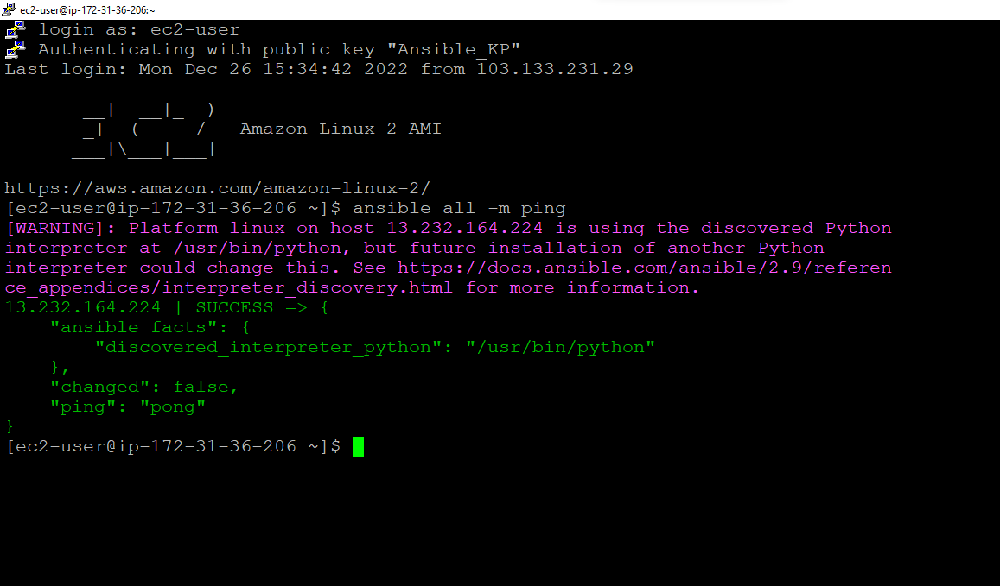 ec2-user@ip-172-31-36-206:~
login as: ec2-user
Authenticating with public key "Ansible_KP"
Last login: Mon Dec 26 15:34:42 2022 from 103.133.231.29
       __|  __|_  )
       _|  (     /   Amazon Linux 2 AMI
      ___|\___|___|
https://aws.amazon.com/amazon-linux-2/
[ec2-user@ip-172-31-36-206 ~]$ ansible all -m ping
[WARNING]: Platform linux on host 13.232.164.224 is using the discovered Python
interpreter at /usr/bin/python, but future installation of another Python
interpreter could change this. See https://docs.ansible.com/ansible/2.9/referen
ce_appendices/interpreter_discovery.html for more information.
13.232.164.224 | SUCCESS => {
    "ansible_facts": {
        "discovered_interpreter_python": "/usr/bin/python"
    },
    "changed": false,
    "ping": "pong"
}
[ec2-user@ip-172-31-36-206 ~]$